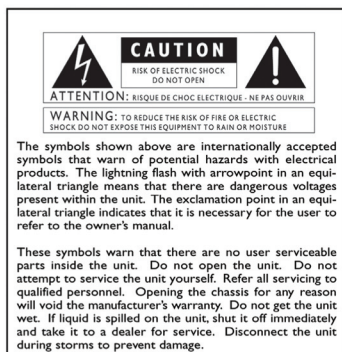 CAUTION
RISK OF ELECTRIC SHOCK
DO NOT OPEN
ATTENTION: RISQUE DE CHOC ELECTRIQUE - NE PAS OUVRIR
WARNING: TO REDUCE THE RISK OF FIRE OR ELECTRIC
SHOCK DO NOT EXPOSE THIS EQUIPMENT TO RAIN OR MOISTURE
The symbols shown above are internationally accepted
symbols that warn of potential hazards with electrical
products. The lightning flash with arrowpoint in an equi-
lateral triangle means that there are dangerous voltages
present within the unit. The exclamation point in an equi-
lateral triangle indicates that it is necessary for the user to
refer to the owner's manual.
These symbols warn that there are no user serviceable
parts inside the unit. Do not open the unit. Do not
attempt to service the unit yourself. Refer all servicing to
qualified personnel. Opening the chassis for any reason
will void the manufacturer's warranty. Do not get the unit
wet. If liquid is spilled on the unit, shut it off immediately
and take it to a dealer for service. Disconnect the unit
during storms to prevent damage.